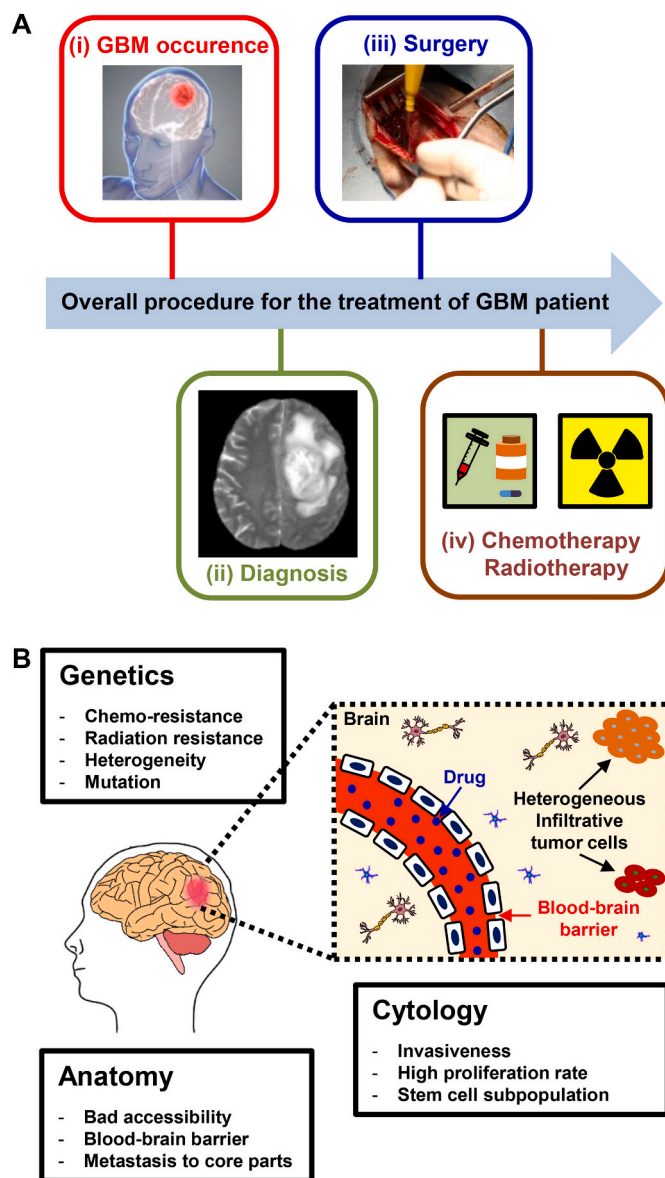 A
(i) GBM occurence
(iii) Surgery
Overall procedure for the treatment of GBM patient
(ii) Diagnosis
(iv) Chemotherapy
Radiotherapy
B
Genetics
- Chemo-resistance
- Radiation resistance
- Heterogeneity
- Mutation
Brain
Drug
Heterogeneous
Infiltrative
tumor cells
Blood-brain
barrier
Cytology
- Invasiveness
- High proliferation rate
- Stem cell subpopulation
Anatomy
- Bad accessibility
- Blood-brain barrier
- Metastasis to core parts